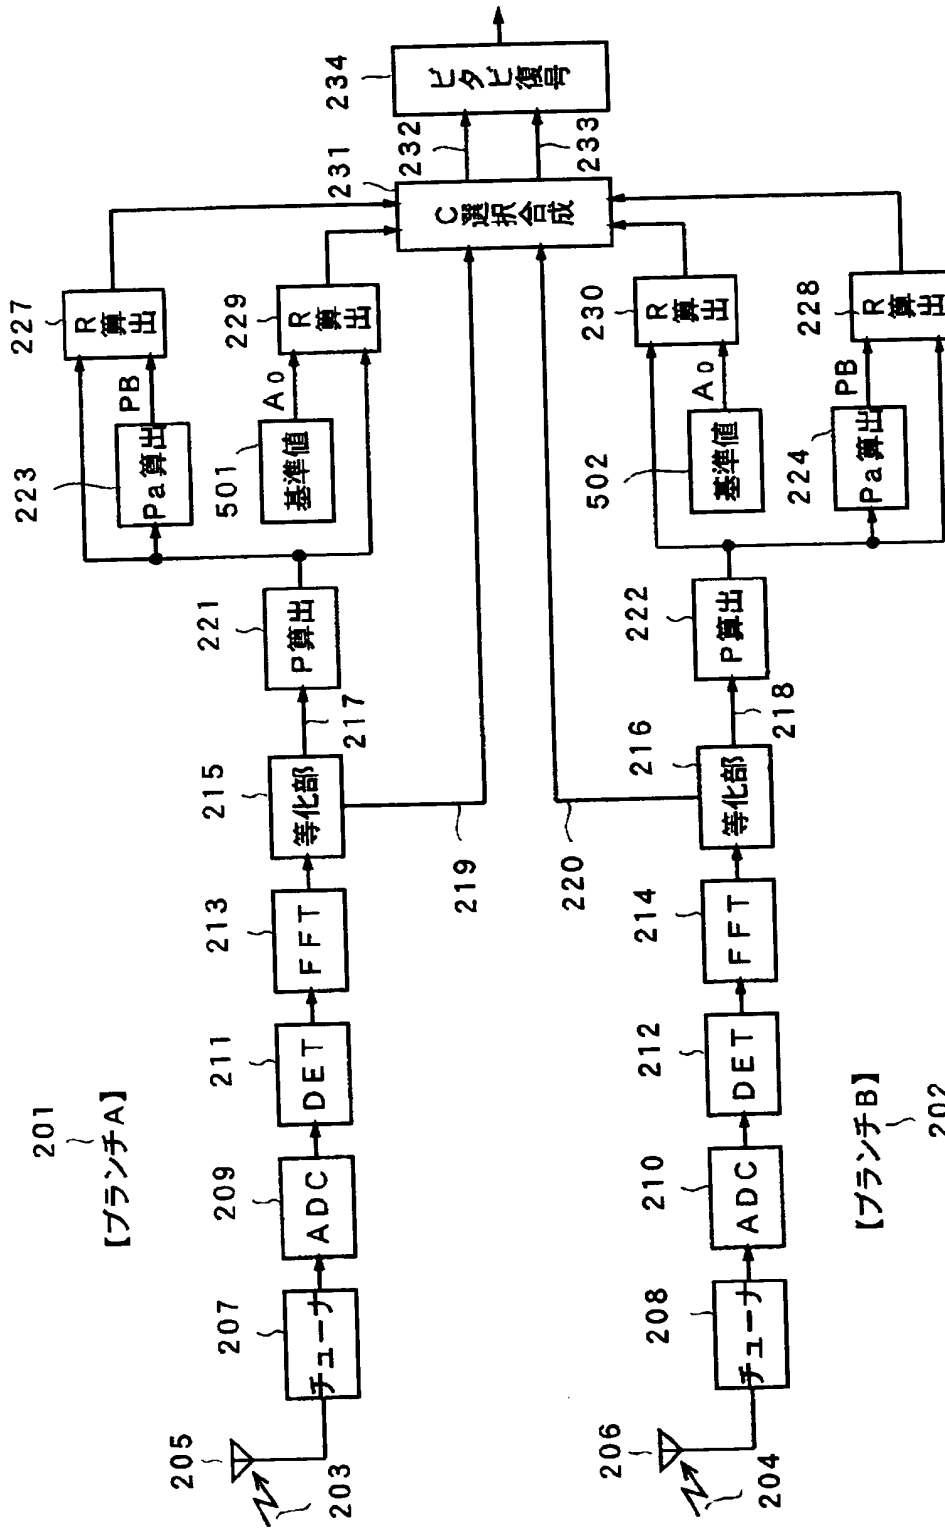 201
【ブランチA】
205
203
207
チューナ
209
ADC
211
DET
213
FFT
215
等化部
217
219
221
P算出
223
Pa算出
PB
227
R算出
501
基準値
A0
229
R算出
231
C選択合成
232
233
234
ビタビ復号
206
204
208
チューナ
210
ADC
212
DET
214
FFT
216
等化部
218
220
222
P算出
502
基準値
A0
230
R算出
224
Pa算出
PB
228
R算出
【ブランチB】
202